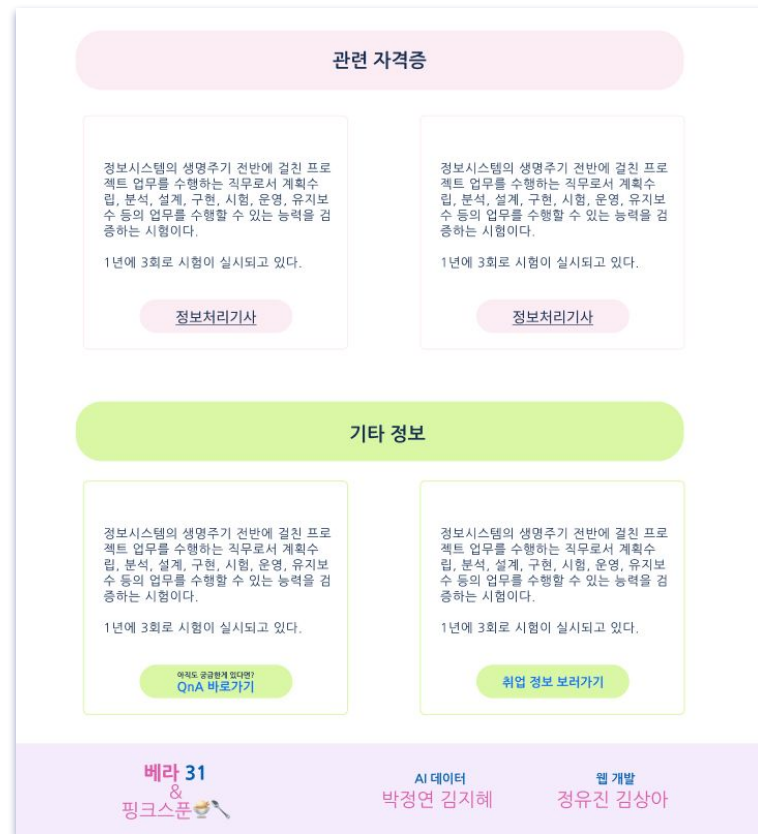 관련 자격증
정보시스템의 생명주기 전반에 걸친 프로
젝트 업무를 수행하는 직무로서 계획수
립, 분석, 설계, 구현, 시험, 운영, 유지보
수 등의 업무를 수행할 수 있는 능력을 검
증하는 시험이다.
1년에 3회로 시험이 실시되고 있다.
정보처리기사
정보시스템의 생명주기 전반에 걸친 프로
젝트 업무를 수행하는 직무로서 계획수
립, 분석, 설계, 구현, 시험, 운영, 유지보
수 등의 업무를 수행할 수 있는 능력을 검
증하는 시험이다.
1년에 3회로 시험이 실시되고 있다.
정보처리기사
기타 정보
정보시스템의 생명주기 전반에 걸친 프로
젝트 업무를 수행하는 직무로서 계획수
립, 분석, 설계, 구현, 시험, 운영, 유지보
수 등의 업무를 수행할 수 있는 능력을 검
증하는 시험이다.
1년에 3회로 시험이 실시되고 있다.
아직도 궁금한게 있다면?
QnA 바로가기
정보시스템의 생명주기 전반에 걸친 프로
젝트 업무를 수행하는 직무로서 계획수
립, 분석, 설계, 구현, 시험, 운영, 유지보
수 등의 업무를 수행할 수 있는 능력을 검
증하는 시험이다.
1년에 3회로 시험이 실시되고 있다.
취업 정보 보러가기
베라 31
&
핑크스푼🍨🥄
AI 데이터
박정연 김지혜
웹 개발
정유진 김상아